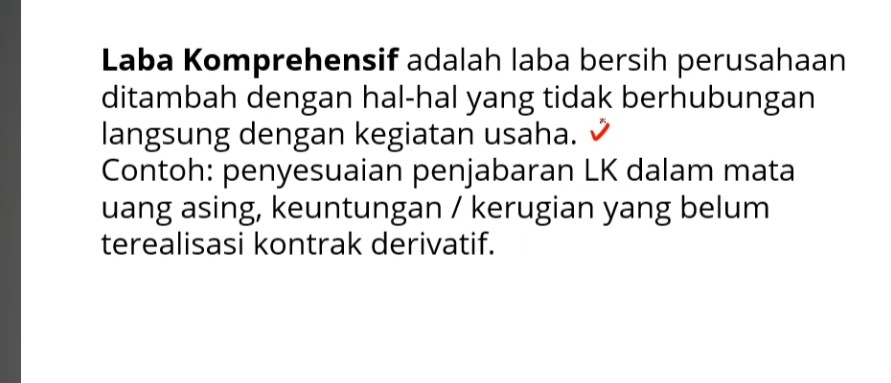 Laba Komprehensif adalah laba bersih perusahaan
ditambah dengan hal-hal yang tidak berhubungan
langsung dengan kegiatan usaha.
Contoh: penyesuaian penjabaran LK dalam mata
uang asing, keuntungan / kerugian yang belum
terealisasi kontrak derivatif.